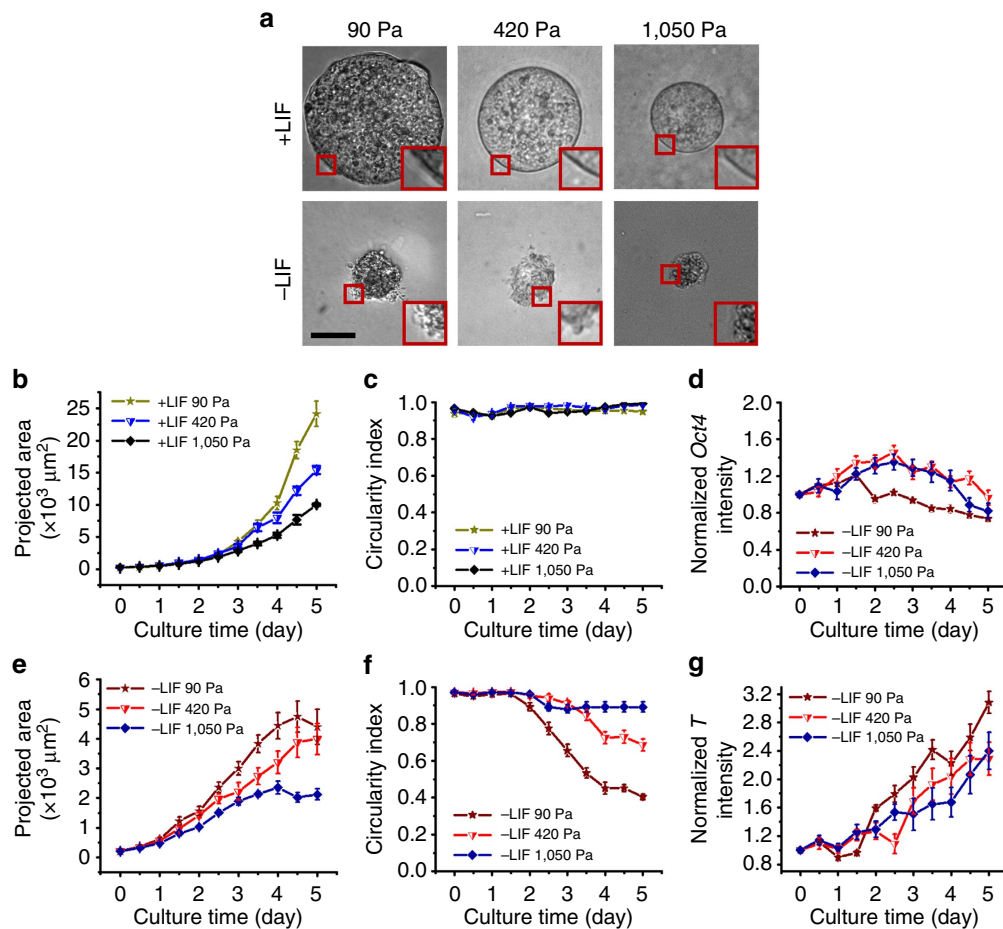 a
90 Pa 420 Pa 1,050 Pa
+LIF
–LIF
b
+LIF 90 Pa
+LIF 420 Pa
+LIF 1,050 Pa
25
20
15
10
5
0
Projected area
(×10³ μm²)
0 1 2 3 4 5
Culture time (day)
c
1.0
0.8
0.6
0.4
0.2
0.0
Circularity index
+LIF 90 Pa
+LIF 420 Pa
+LIF 1,050 Pa
0 1 2 3 4 5
Culture time (day)
d
2.0
1.6
1.2
0.8
0.4
Normalized Oct4
intensity
–LIF 90 Pa
–LIF 420 Pa
–LIF 1,050 Pa
0 1 2 3 4 5
Culture time (day)
e
6
5
4
3
2
1
0
Projected area
(×10³ μm²)
–LIF 90 Pa
–LIF 420 Pa
–LIF 1,050 Pa
0 1 2 3 4 5
Culture time (day)
f
1.0
0.8
0.6
0.4
0.2
0.0
Circularity index
–LIF 90 Pa
–LIF 420 Pa
–LIF 1,050 Pa
0 1 2 3 4 5
Culture time (day)
g
3.2
2.8
2.4
2.0
1.6
1.2
0.8
Normalized T
intensity
–LIF 90 Pa
–LIF 420 Pa
–LIF 1,050 Pa
0 1 2 3 4 5
Culture time (day)